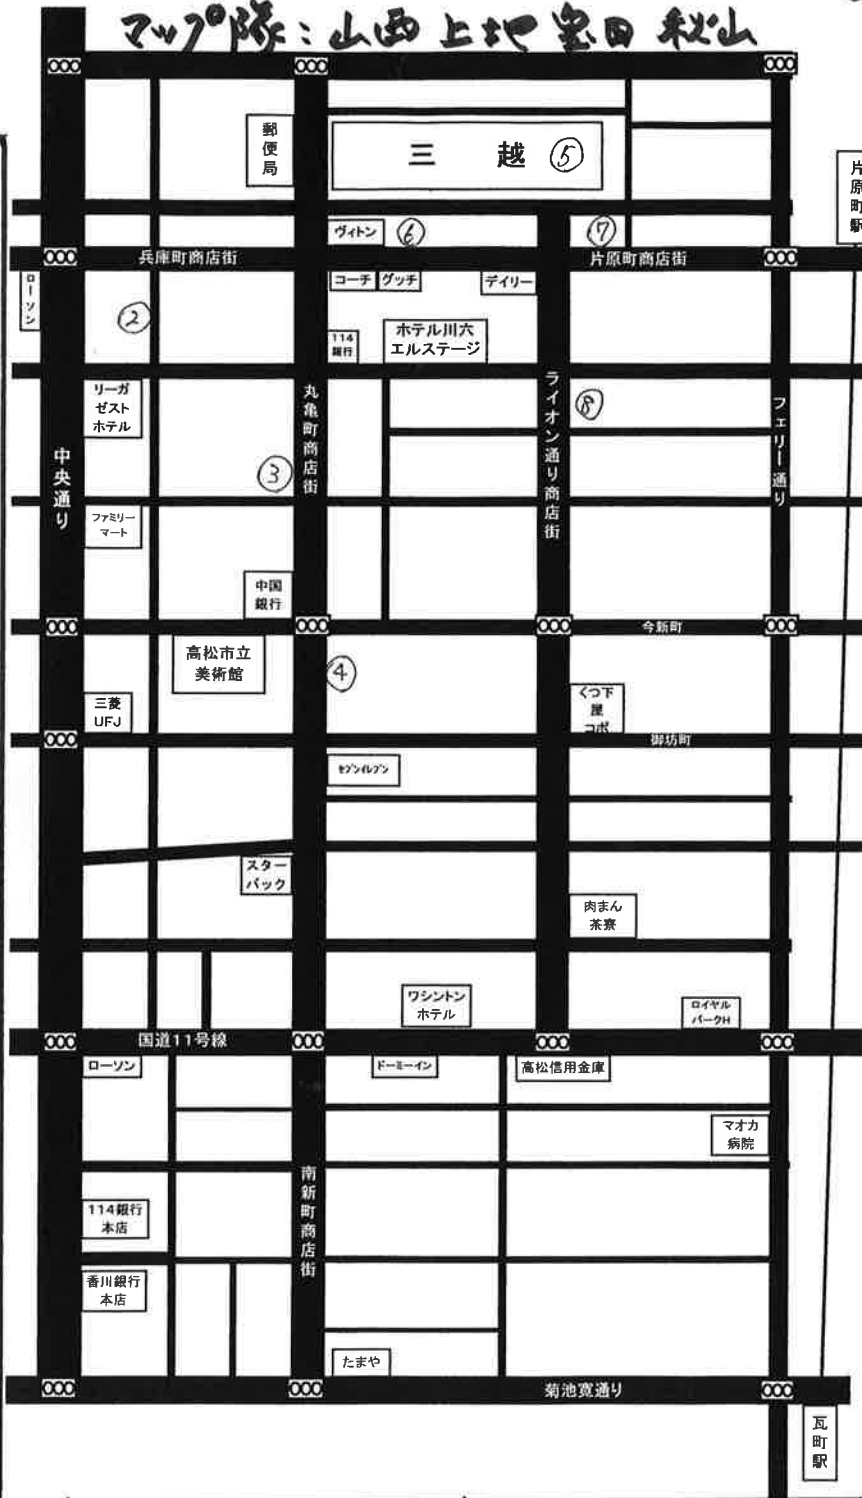 マップ隊：山西 上地 宝田 秋山
郵便局
三越 ⑤
片原町駅
ヴィトン
⑥
⑦
兵庫町商店街
片原町商店街
ローソン
コーチ
グッチ
デイリー
②
114
銀行
ホテル川六
エルステージ
リーガ
ゼスト
ホテル
丸亀町商店街
ライオン通り商店街
⑧
フェリー通り
中央通り
③
ファミリー
マート
中国
銀行
今新町
高松市立
美術館
④
三菱
UFJ
くつ下
屋
コボ
御坊町
セブンイレブン
スター
バック
肉まん
茶寮
ワシントン
ホテル
ロイヤル
パークH
国道11号線
ローソン
ドーミーイン
高松信用金庫
マオカ
病院
南新町商店街
114銀行
本店
香川銀行
本店
たまや
菊池寛通り
瓦町駅